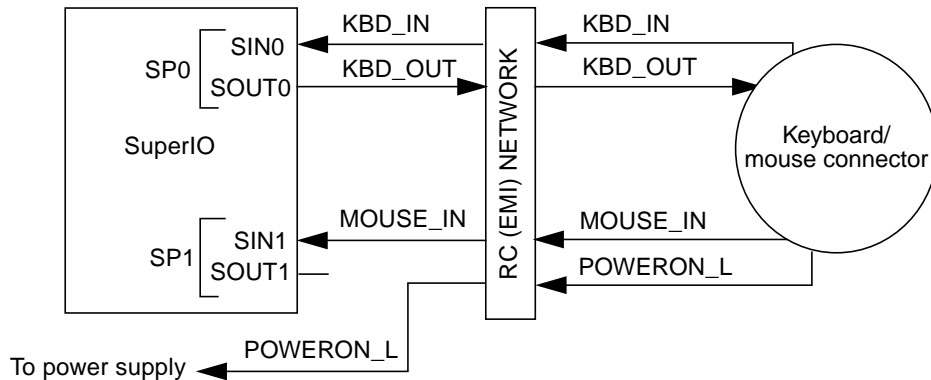 KBD_IN
KBD_IN
SIN0
SP0
KBD_OUT
KBD_OUT
SOUT0
SuperIO
RC (EMI) NETWORK
Keyboard/
mouse connector
MOUSE_IN
MOUSE_IN
SIN1
SP1
SOUT1
POWERON_L
POWERON_L
To power supply